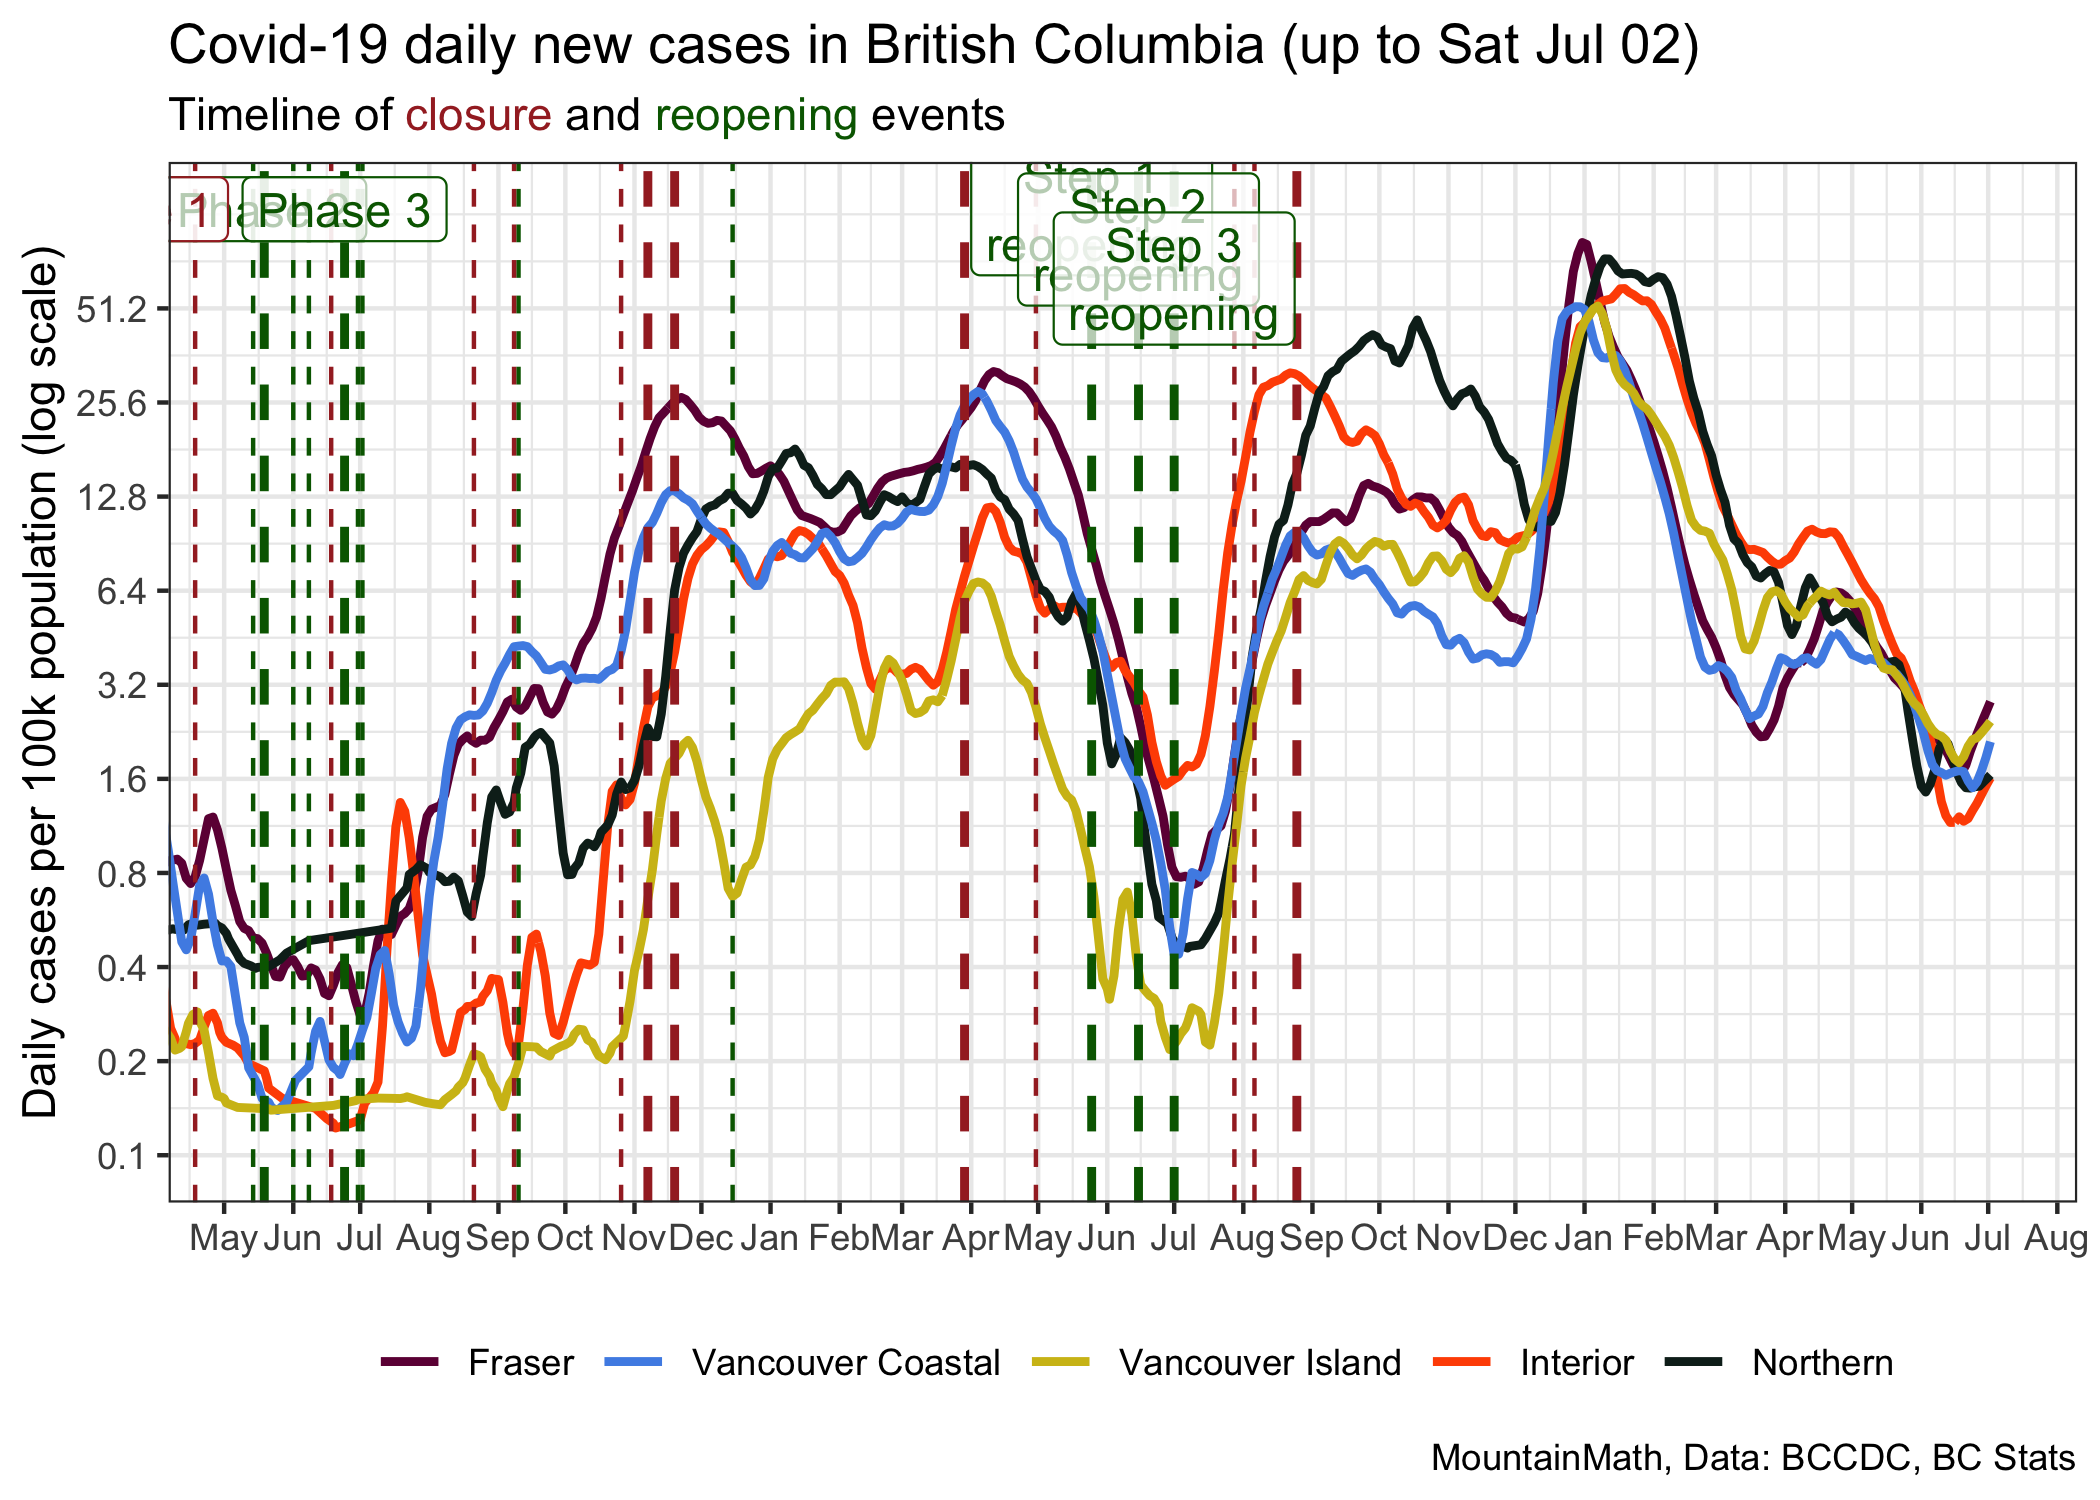 Covid-19 daily new cases in British Columbia (up to Sat Jul 02)
Timeline of closure and reopening events
1
Phase 2
Phase 3
Step 1
reopening
Step 2
reopening
Step 3
reopening
Daily cases per 100k population (log scale)
51.2
25.6
12.8
6.4
3.2
1.6
0.8
0.4
0.2
0.1
May Jun Jul Aug Sep Oct Nov Dec Jan Feb Mar Apr May Jun Jul Aug Sep Oct Nov Dec Jan Feb Mar Apr May Jun Jul Aug
Fraser Vancouver Coastal Vancouver Island Interior Northern
MountainMath, Data: BCCDC, BC Stats